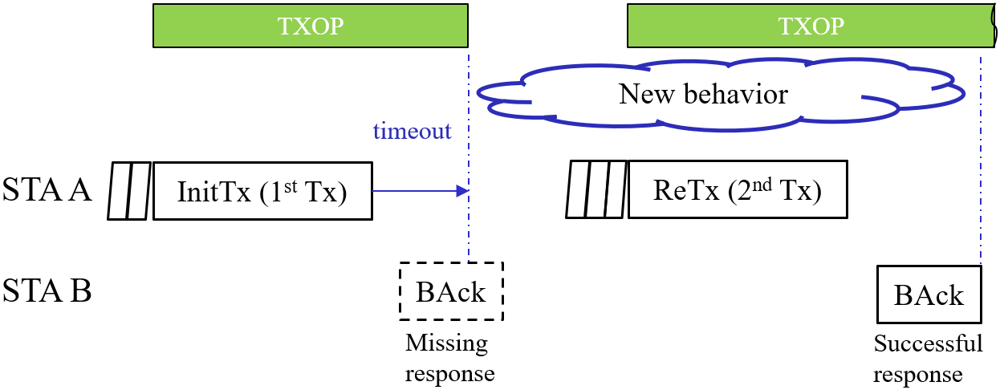 TXOP TXOP
New behavior
timeout
STA A InitTx (1st Tx) ReTx (2nd Tx)
STA B BAck BAck
Missing response
Successful response